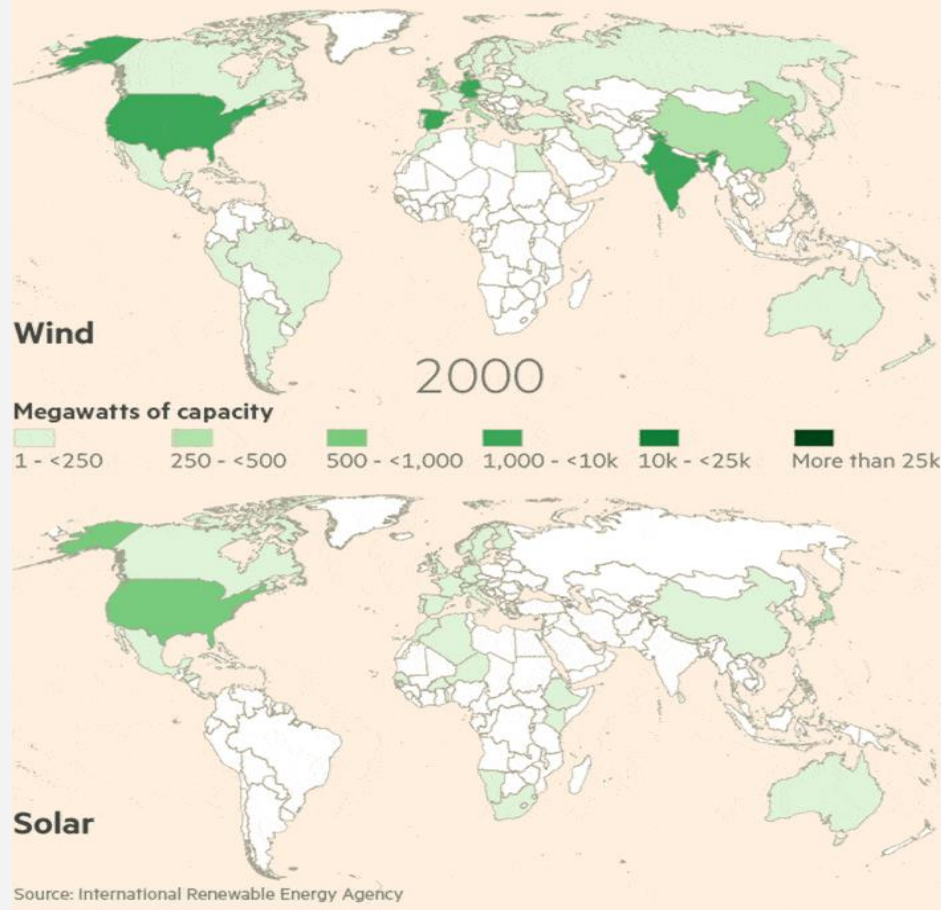 Wind
2000
Megawatts of capacity
1 - <250 250 - <500 500 - <1,000 1,000 - <10k 10k - <25k More than 25k
Solar
Source: International Renewable Energy Agency